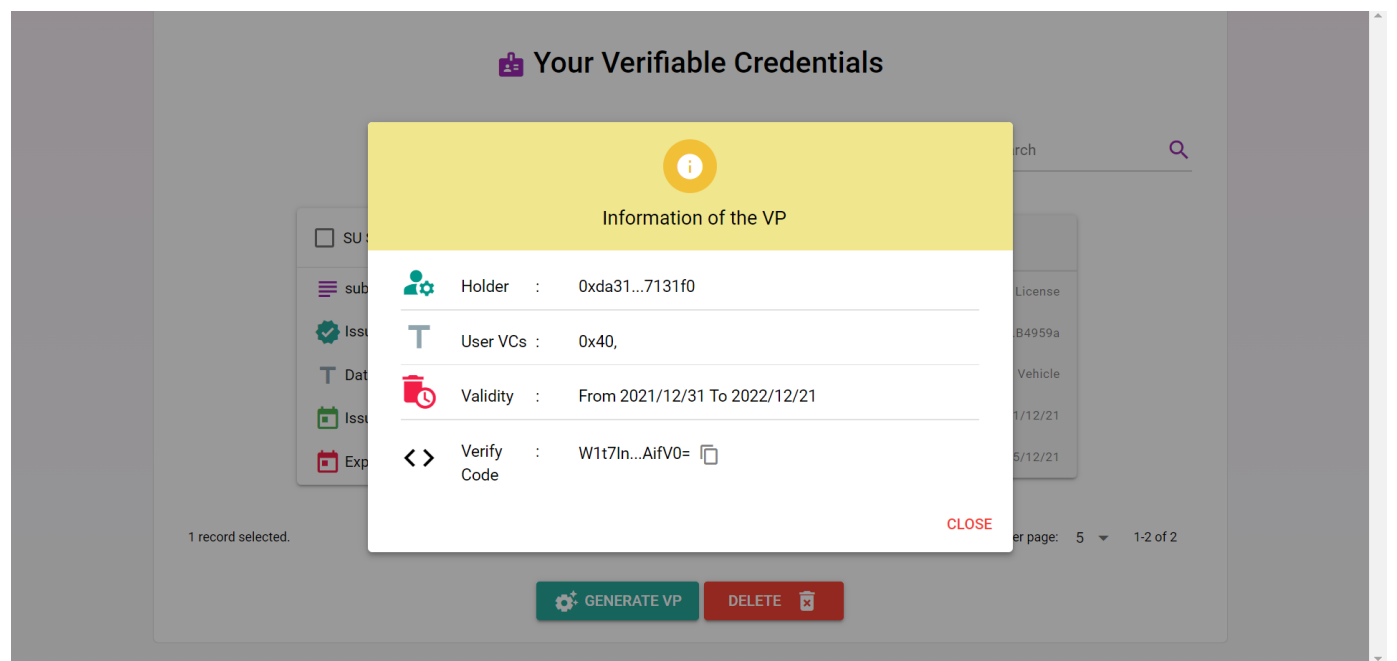 Your Verifiable Credentials
rch
Information of the VP
SU
Holder : 0xda31...7131f0
sub
License
Issu
B4959a
User VCs : 0x40,
Dat
Vehicle
Validity : From 2021/12/31 To 2022/12/21
Issu
1/12/21
Verify Code : W1t7In...AifV0=
Exp
5/12/21
CLOSE
1 record selected.
er page: 5
1-2 of 2
GENERATE VP
DELETE